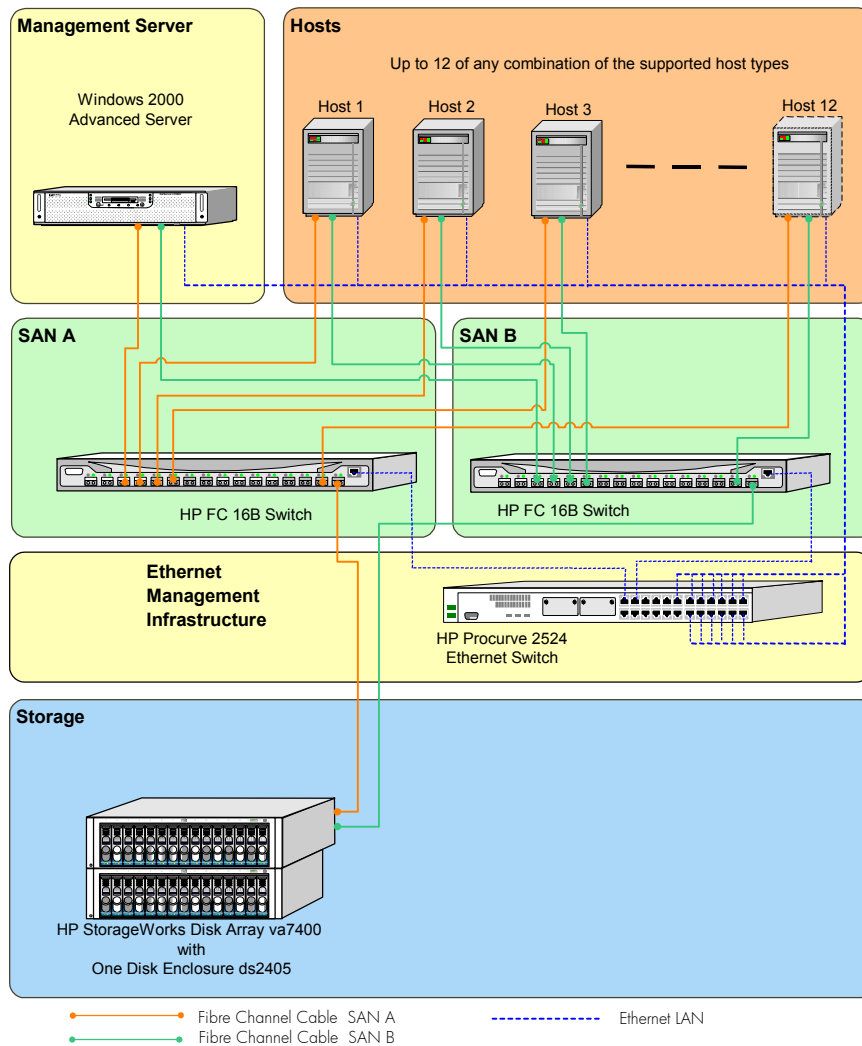 Management Server
Windows 2000
Advanced Server
Hosts
Up to 12 of any combination of the supported host types
Host 1
Host 2
Host 3
Host 12
SAN A
HP FC 16B Switch
SAN B
HP FC 16B Switch
Ethernet
Management
Infrastructure
HP Procurve 2524
Ethernet Switch
Storage
HP StorageWorks Disk Array va7400
with
One Disk Enclosure ds2405
Fibre Channel Cable SAN A
Fibre Channel Cable SAN B
Ethernet LAN